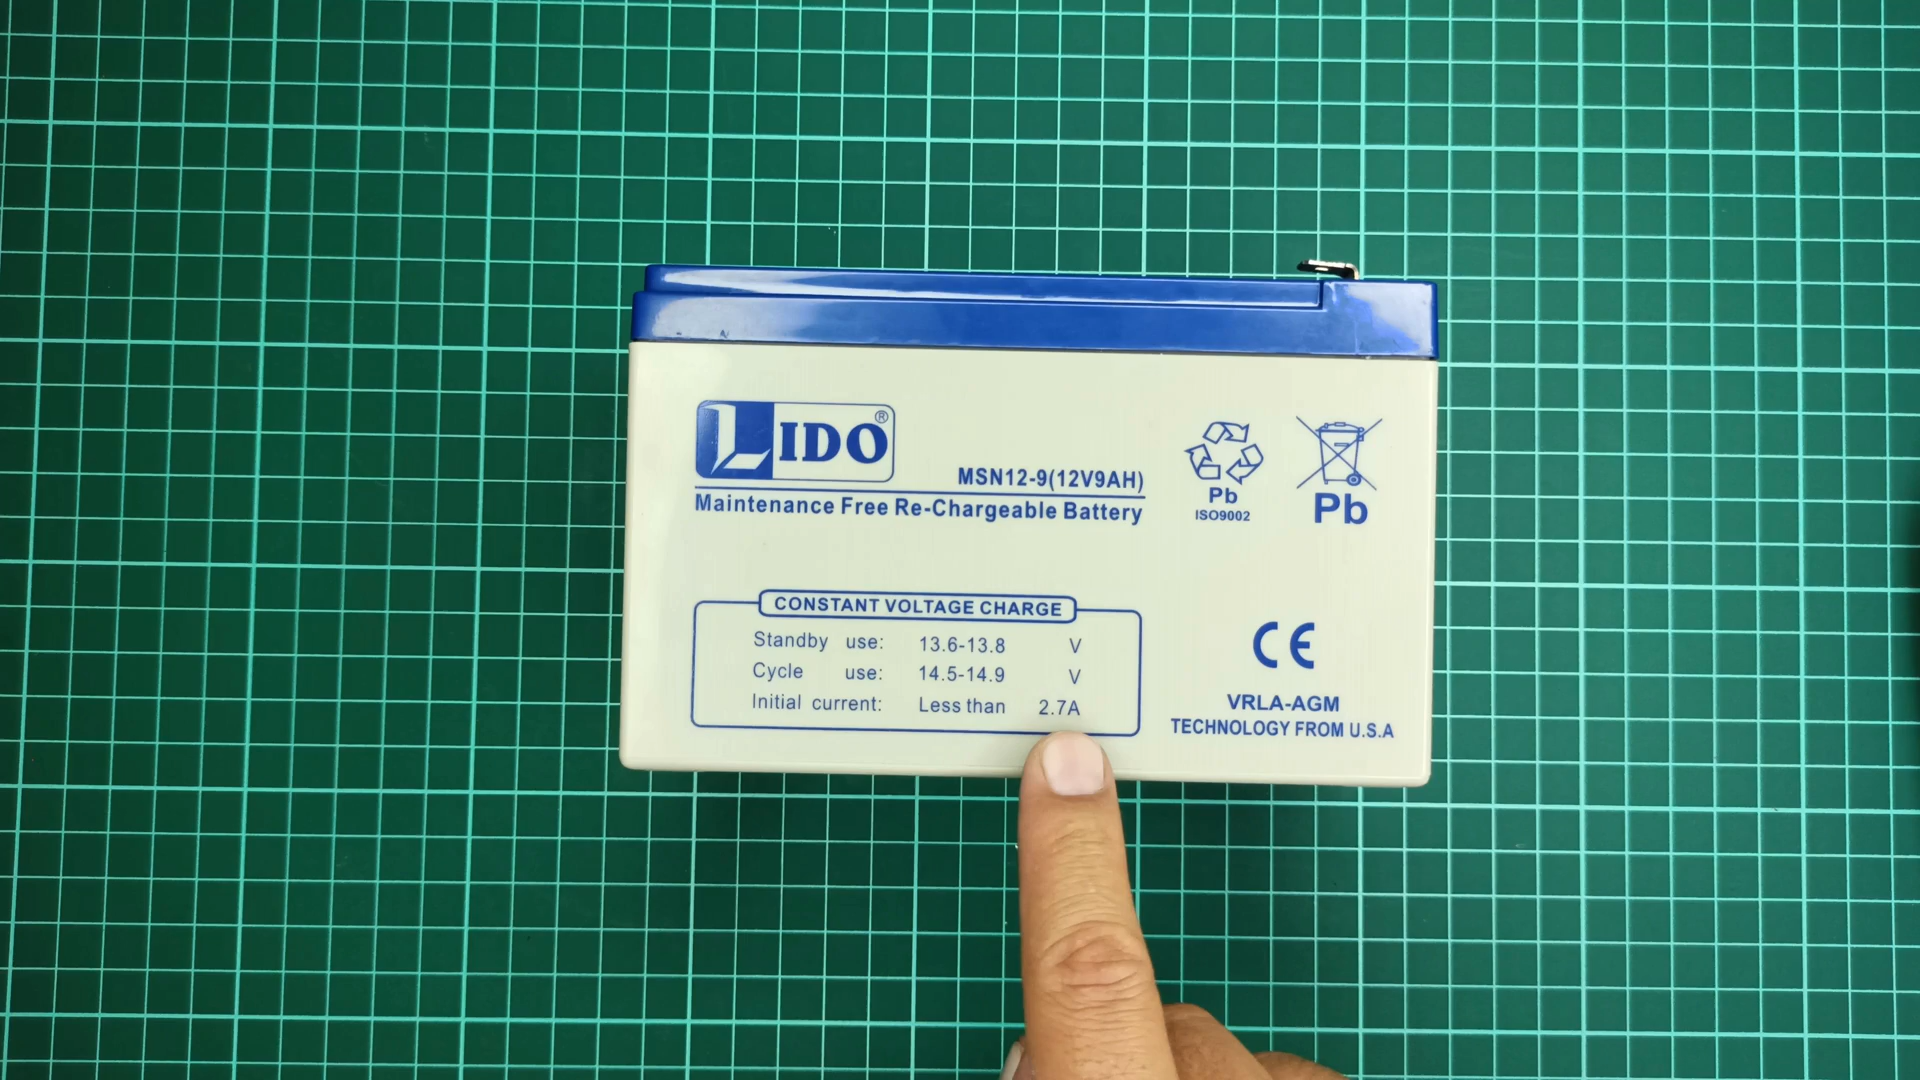 LIDO®
MSN12-9(12V9AH)
Maintenance Free Re-Chargeable Battery
Pb
ISO9002
Pb
CONSTANT VOLTAGE CHARGE
Standby use: 13.6-13.8 V
Cycle use: 14.5-14.9 V
Initial current: Less than 2.7A
CE
VRLA-AGM
TECHNOLOGY FROM U.S.A